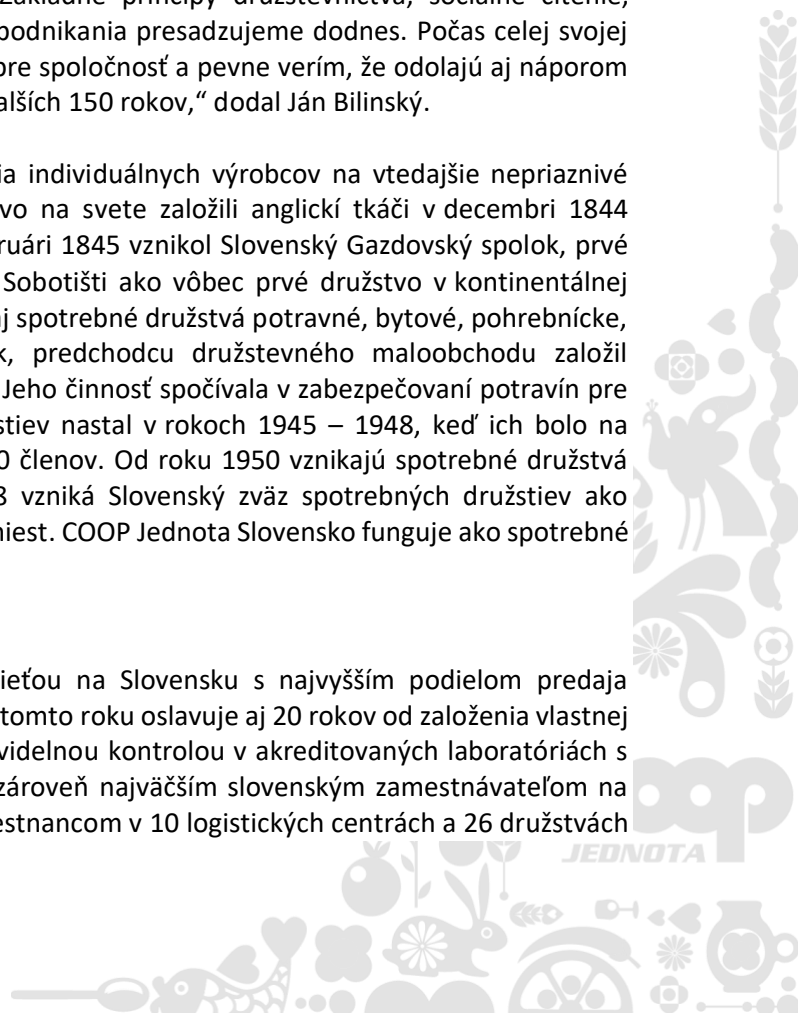 Základné princípy družstevníctva, sociálne cítenie,
podnikania presadzujeme dodnes. Počas celej svojej
pre spoločnosť a pevne verím, že odolajú aj náporom
alších 150 rokov,“ dodal Ján Bilinský.
ia individuálnych výrobcov na vtedajšie nepriaznivé
vo na svete založili anglickí tkáči v decembri 1844
ruári 1845 vznikol Slovenský Gazdovský spolok, prvé
Sobotišti ako vôbec prvé družstvo v kontinentálnej
j spotrebné družstvá potravné, bytové, pohrebnícke,
k, predchodcu družstevného maloobchodu založil
Jeho činnosť spočívala v zabezpečovaní potravín pre
stiev nastal v rokoch 1945 – 1948, keď ich bolo na
0 členov. Od roku 1950 vznikajú spotrebné družstvá
8 vzniká Slovenský zväz spotrebných družstiev ako
miest. COOP Jednota Slovensko funguje ako spotrebné
ieťou na Slovensku s najvyšším podielom predaja
tomto roku oslavuje aj 20 rokov od založenia vlastnej
videlnou kontrolou v akreditovaných laboratóriách s
zároveň najväčším slovenským zamestnávateľom na
estnancom v 10 logistických centrách a 26 družstvách
oop
JEDNOTA